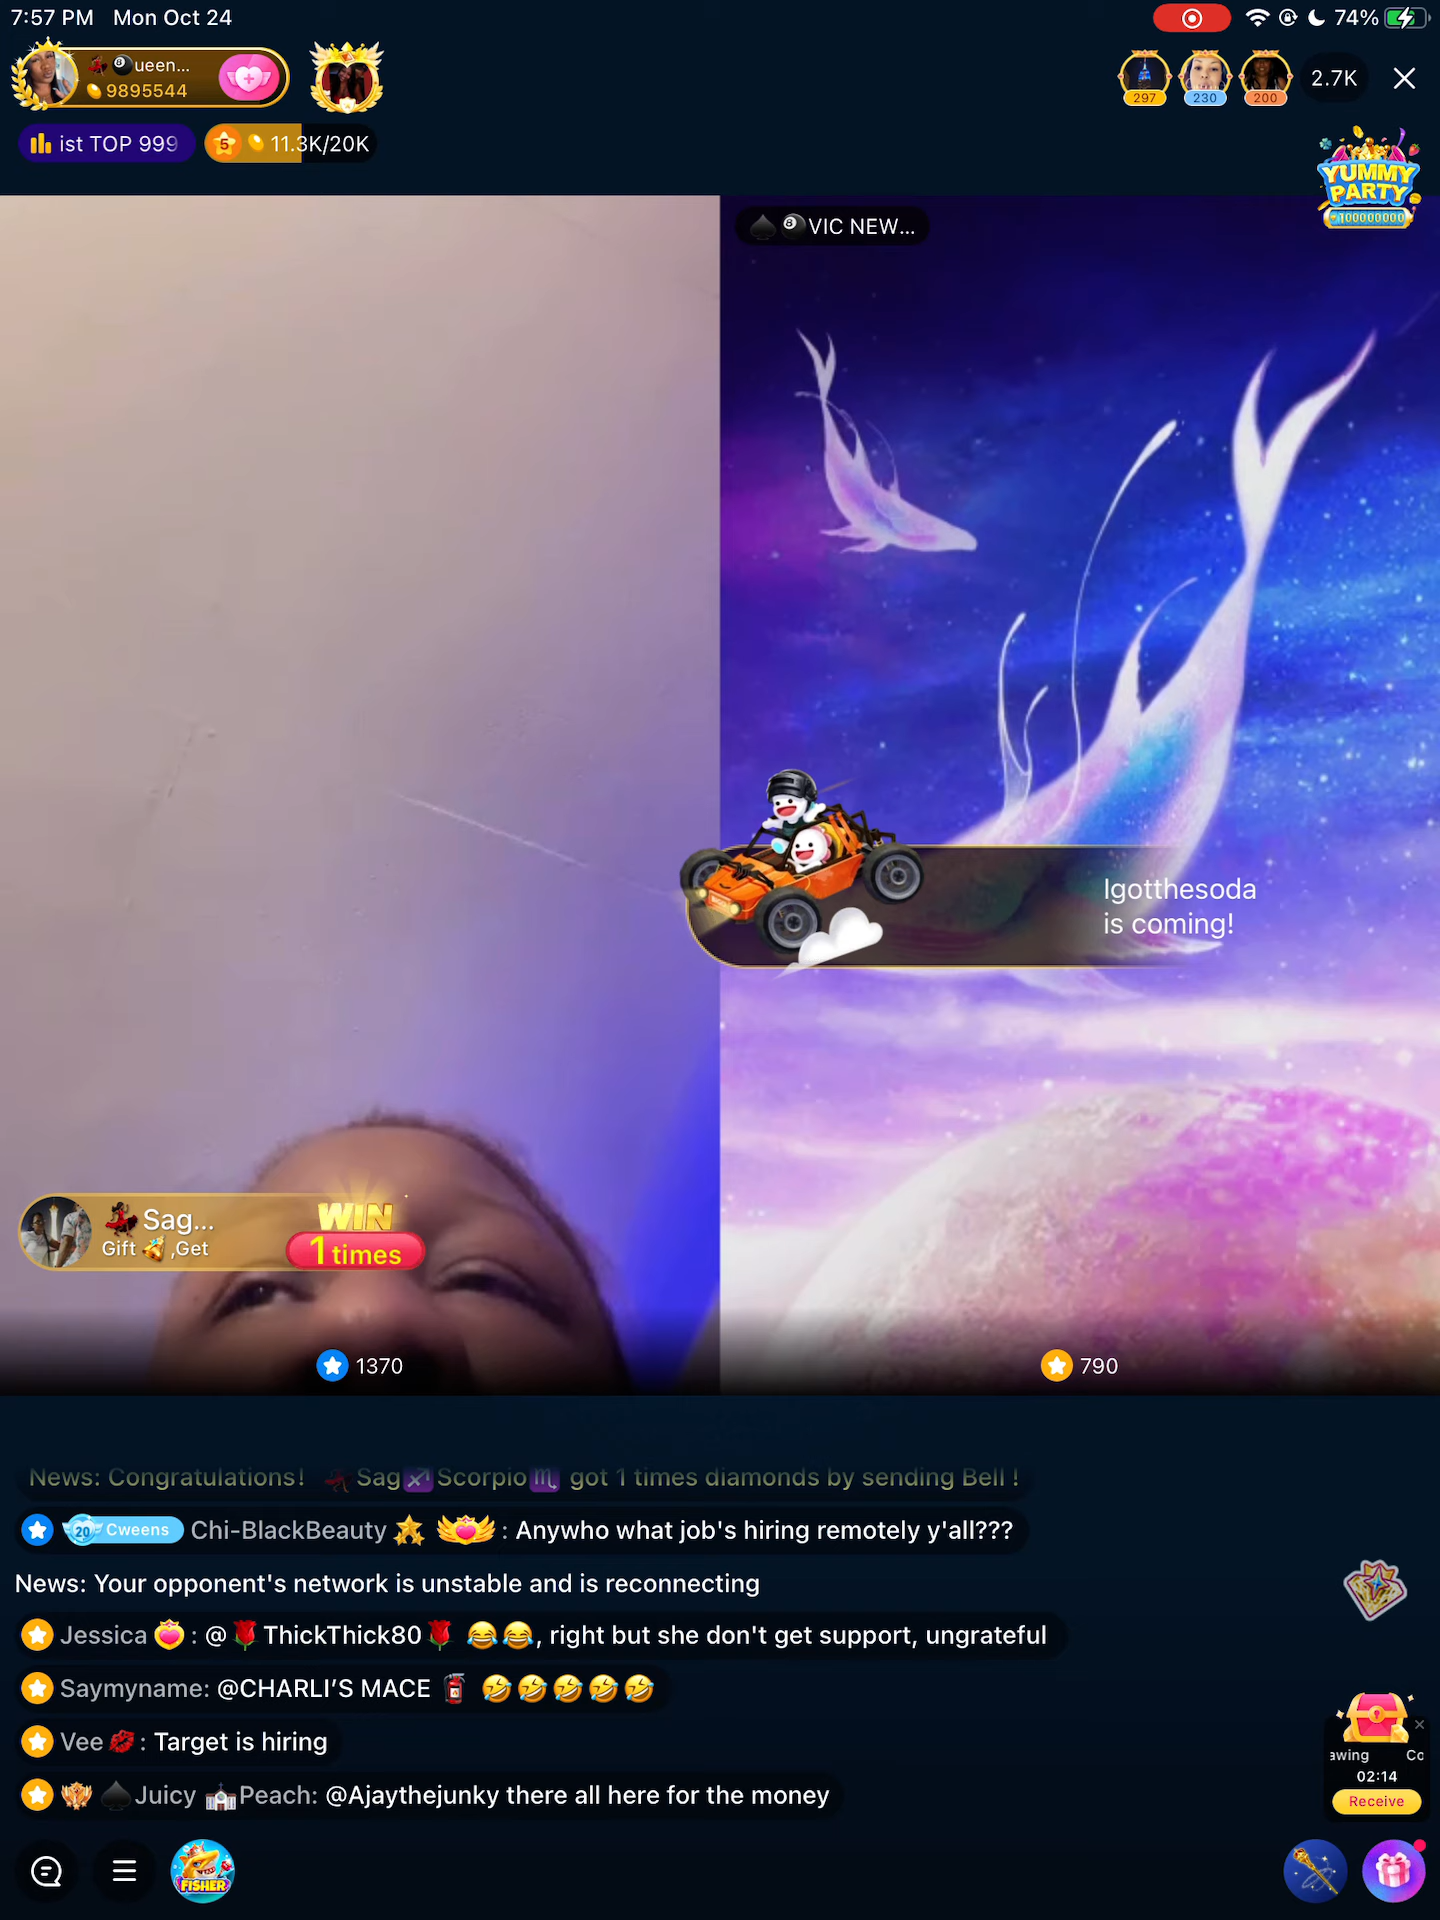 7:57 PM Mon Oct 24
74%
🎱ueen...
9895544
297
230
200
2.7K
ist TOP 999
5
11.3K/20K
YUMMY
PARTY
100000000
🎱VIC NEW...
Igotthesoda
is coming!
Sag...
Gift ,Get
WIN
1 times
1370
790
News: Congratulations! 💃Sag♐Scorpio♏ got 1 times diamonds by sending Bell !
20 Cweens Chi-BlackBeauty : Anywho what job's hiring remotely y'all???
News: Your opponent's network is unstable and is reconnecting
Jessica : @🌹ThickThick80🌹 😂😂, right but she don't get support, ungrateful
Saymyname: @CHARLI’S MACE 🧯 🤣🤣🤣🤣🤣
Vee💋: Target is hiring
♠️Juicy 💒Peach: @Ajaythejunky there all here for the money
awing Co
02:14
Receive
FISHER